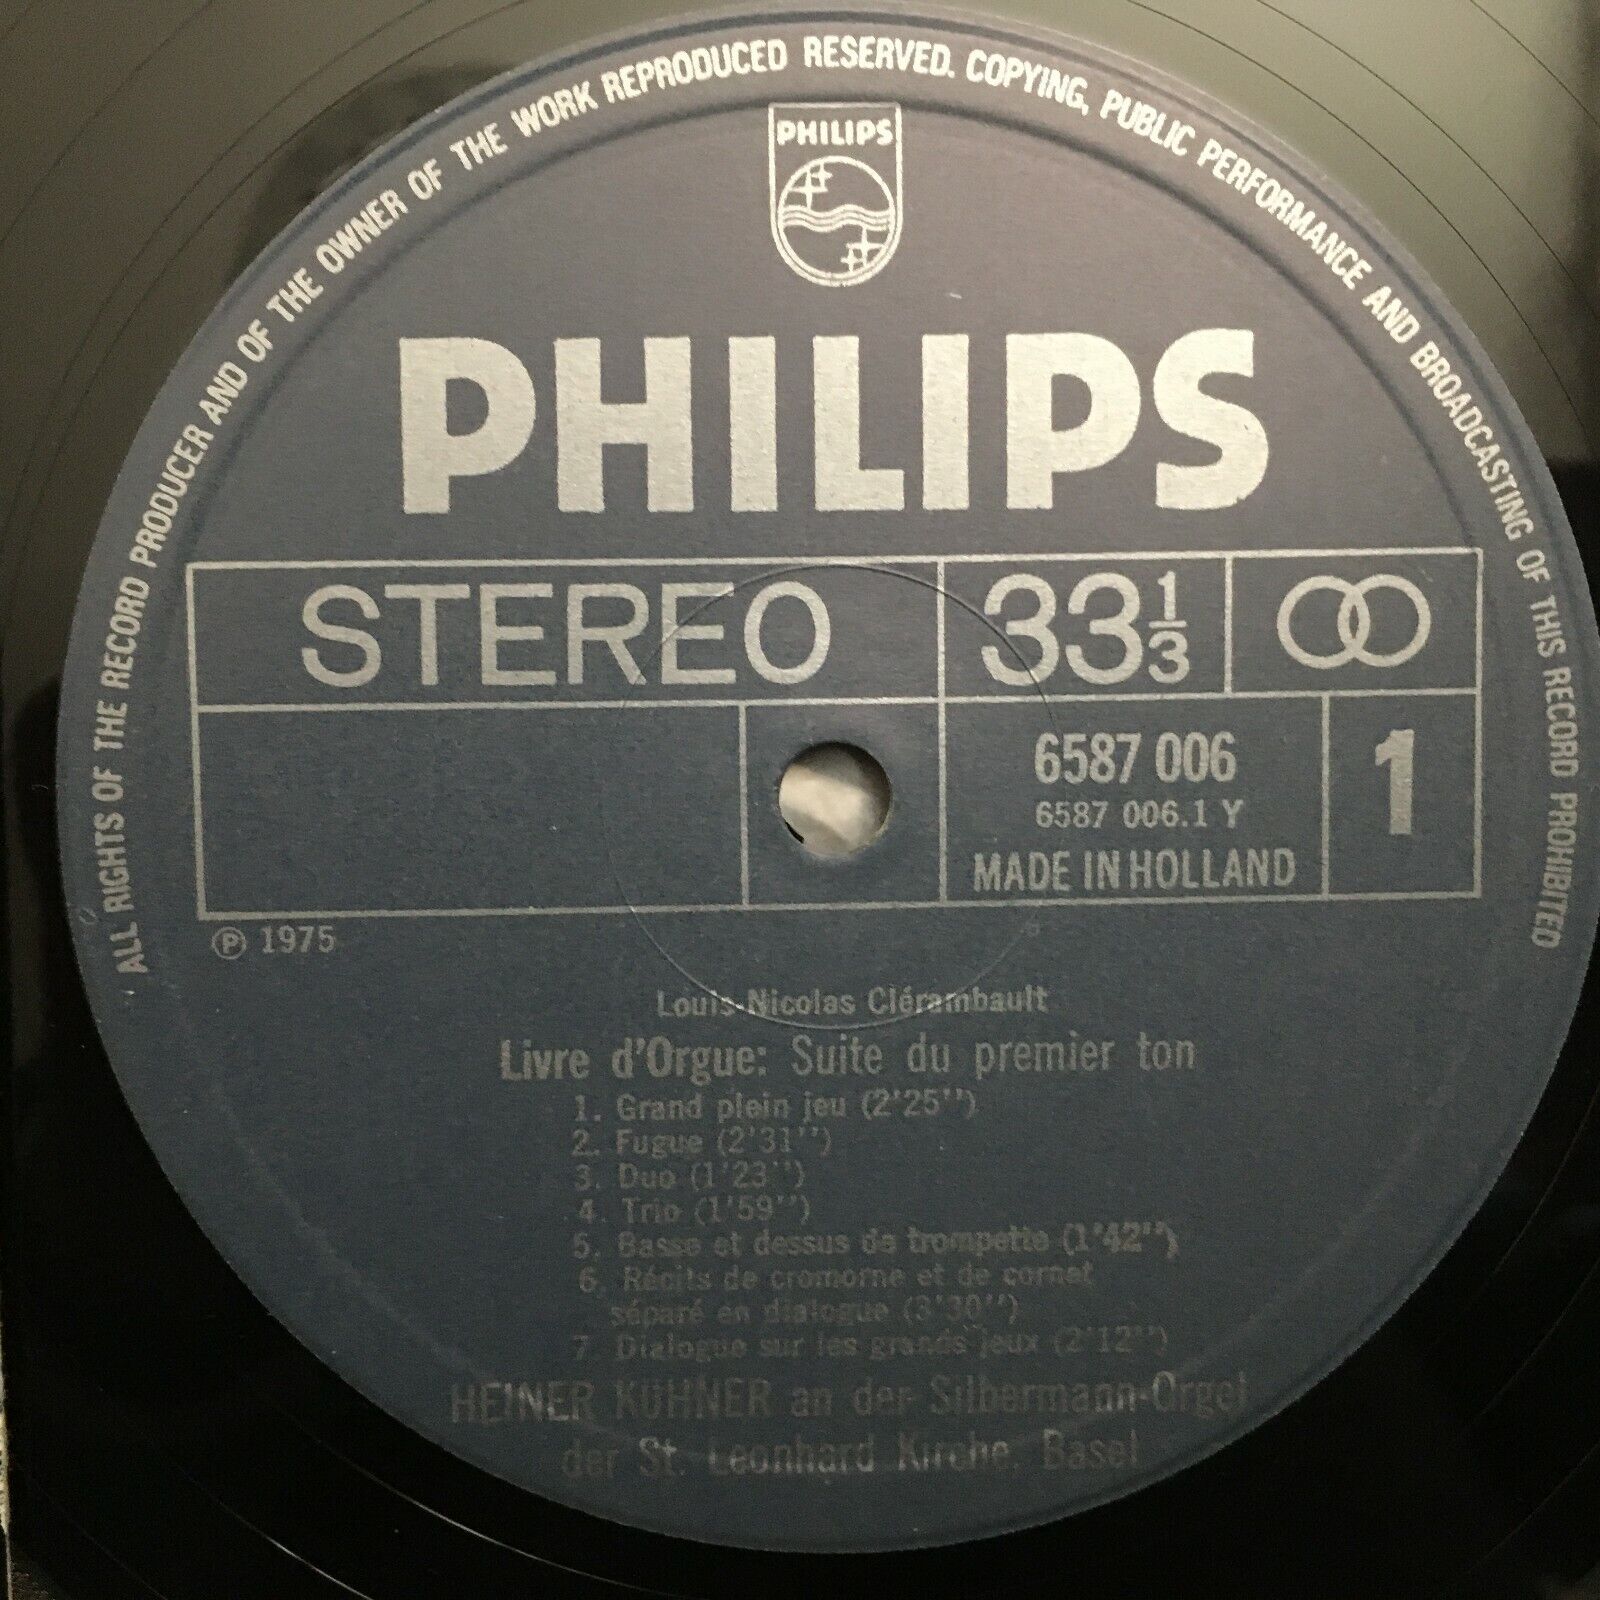 ALL RIGHTS OF THE RECORD PRODUCER AND OF THE OWNER OF THE WORK REPRODUCED RESERVED. COPYING, PUBLIC PERFORMANCE AND BROADCASTING OF THIS RECORD PROHIBITED
PHILIPS
PHILIPS
STEREO 33 1/3
6587 006 1
6587 006.1 Y
MADE IN HOLLAND
℗ 1975
Louis-Nicolas Clérambault
Livre d'Orgue: Suite du premier ton
1. Grand plein jeu (2'25'')
2. Fugue (2'31'')
3. Duo (1'23'')
4. Trio (1'59'')
5. Basse et dessus de trompette (1'42'')
6. Récits de cromorne et de cornet
séparé en dialogue (3'30'')
7. Dialogue sur les grands jeux (2'12'')
HEINER KÜHNER an der Silbermann-Orgel
der St. Leonhard Kirche, Basel